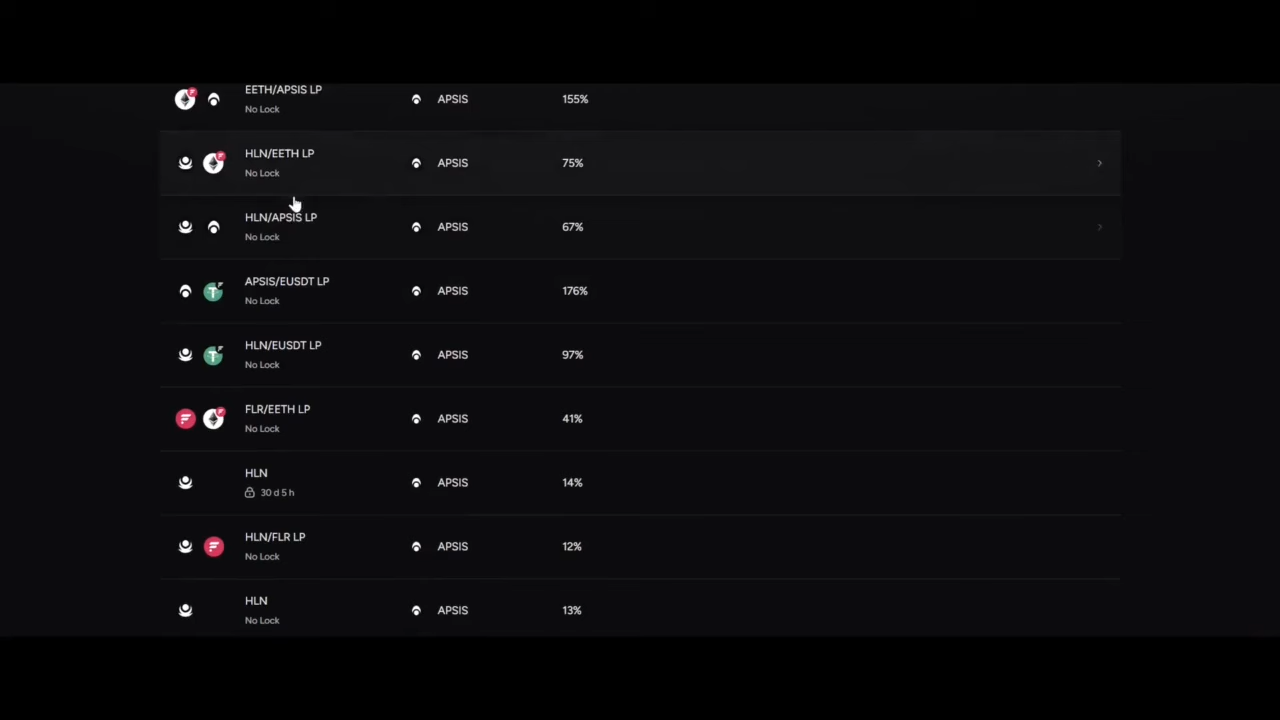 EETH/APSIS LP
No Lock
APSIS
155%
HLN/EETH LP
No Lock
APSIS
75%
HLN/APSIS LP
No Lock
APSIS
67%
APSIS/EUSDT LP
No Lock
APSIS
176%
HLN/EUSDT LP
No Lock
APSIS
97%
FLR/EETH LP
No Lock
APSIS
41%
HLN
30 d 5 h
APSIS
14%
HLN/FLR LP
No Lock
APSIS
12%
HLN
No Lock
APSIS
13%